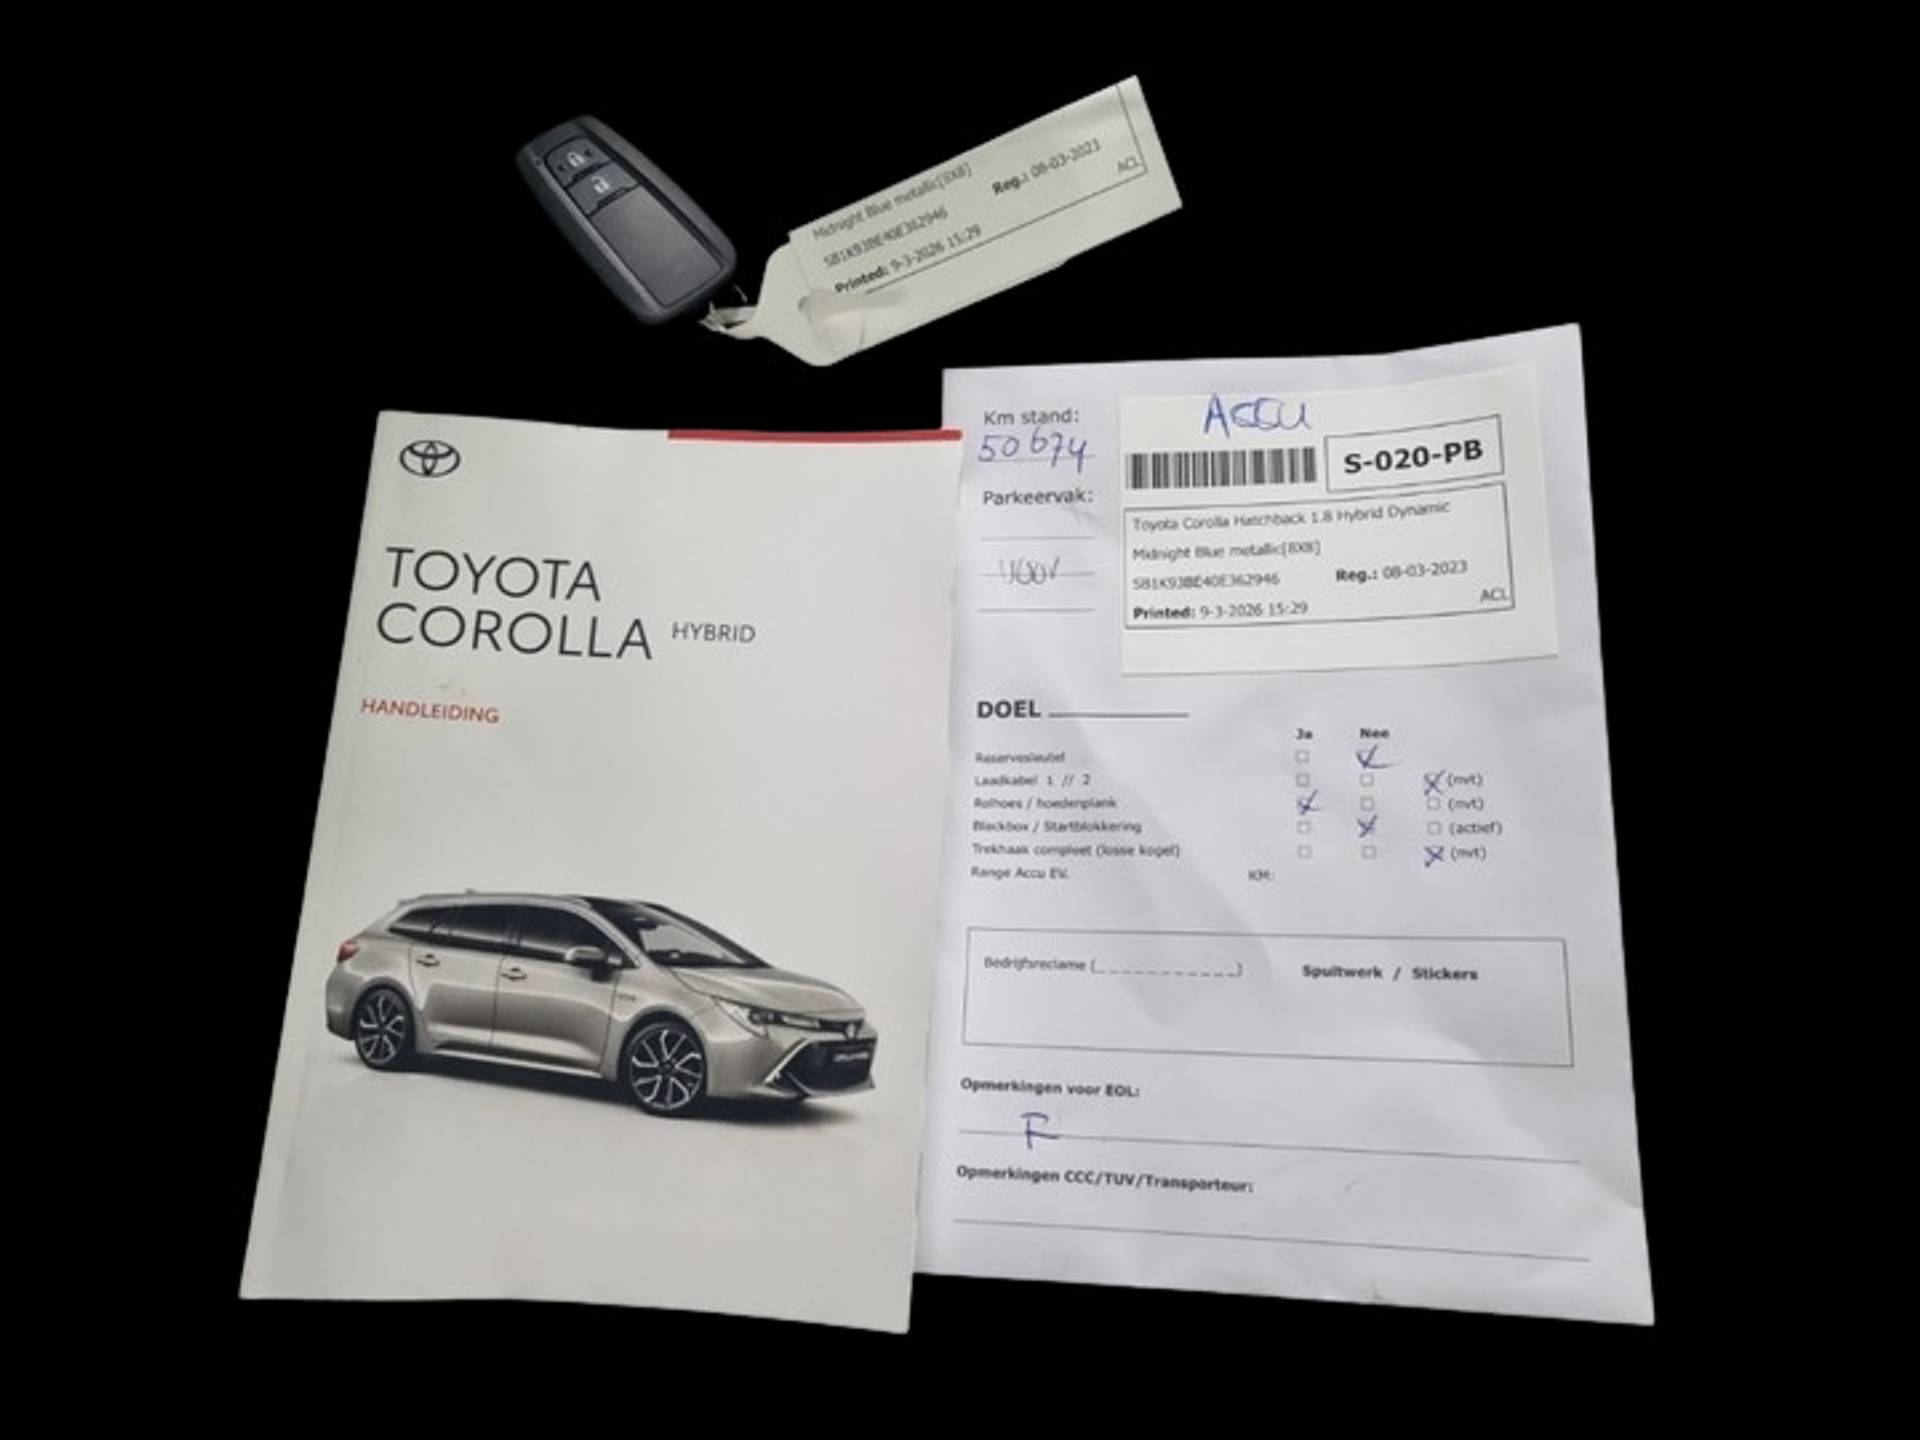 Midnight Blue metallic[8X8]
SB1K93BE40E362946 Reg.: 08-03-2023
Printed: 9-3-2026 15:29 ACL
TOYOTA
COROLLA HYBRID
HANDLEIDING
Km stand:
50674
Parkeervak:
Accu
S-020-PB
Toyota Corolla Hatchback 1.8 Hybrid Dynamic
Midnight Blue metallic[8X8]
SB1K93BE40E362946 Reg.: 08-03-2023
Printed: 9-3-2026 15:29 ACL
DOEL
Ja Nee
Reservesleutel
Laadkabel 1 // 2 (nvt)
Rolhoes / hoedenplank (nvt)
Blackbox / Startblokkering (actief)
Trekhaak compleet (losse kogel) (nvt)
Range Accu EV. KM:
Bedrijfsreclame (____________) Spuitwerk / Stickers
Opmerkingen voor EOL:
F
Opmerkingen CCC/TUV/Transporteur: